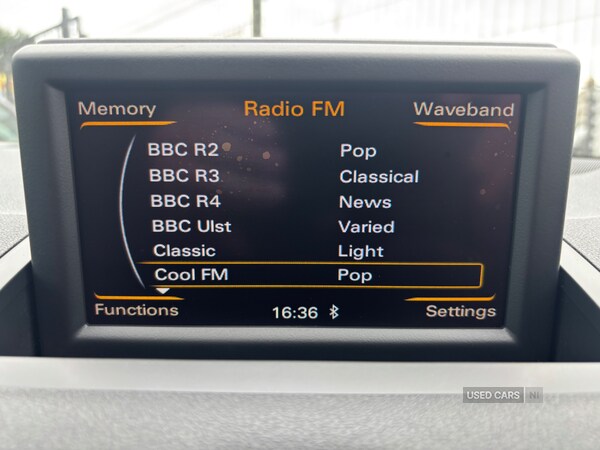 Memory Radio FM Waveband
BBC R2 Pop
BBC R3 Classical
BBC R4 News
BBC Ulst Varied
Classic Light
Cool FM Pop
Functions 16:36 Settings
USED CARS NI